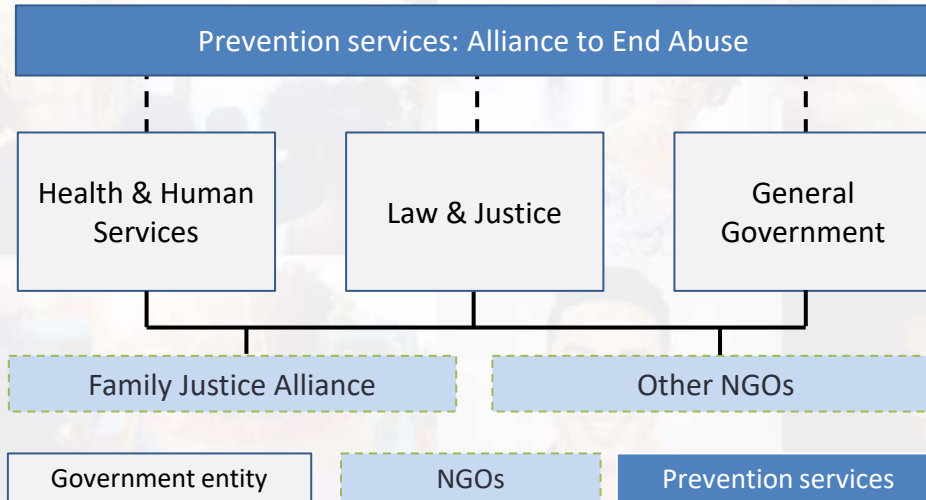 Prevention services: Alliance to End Abuse
Health & Human
Services
Law & Justice
General
Government
Family Justice Alliance
Other NGOs
Government entity
NGOs
Prevention services